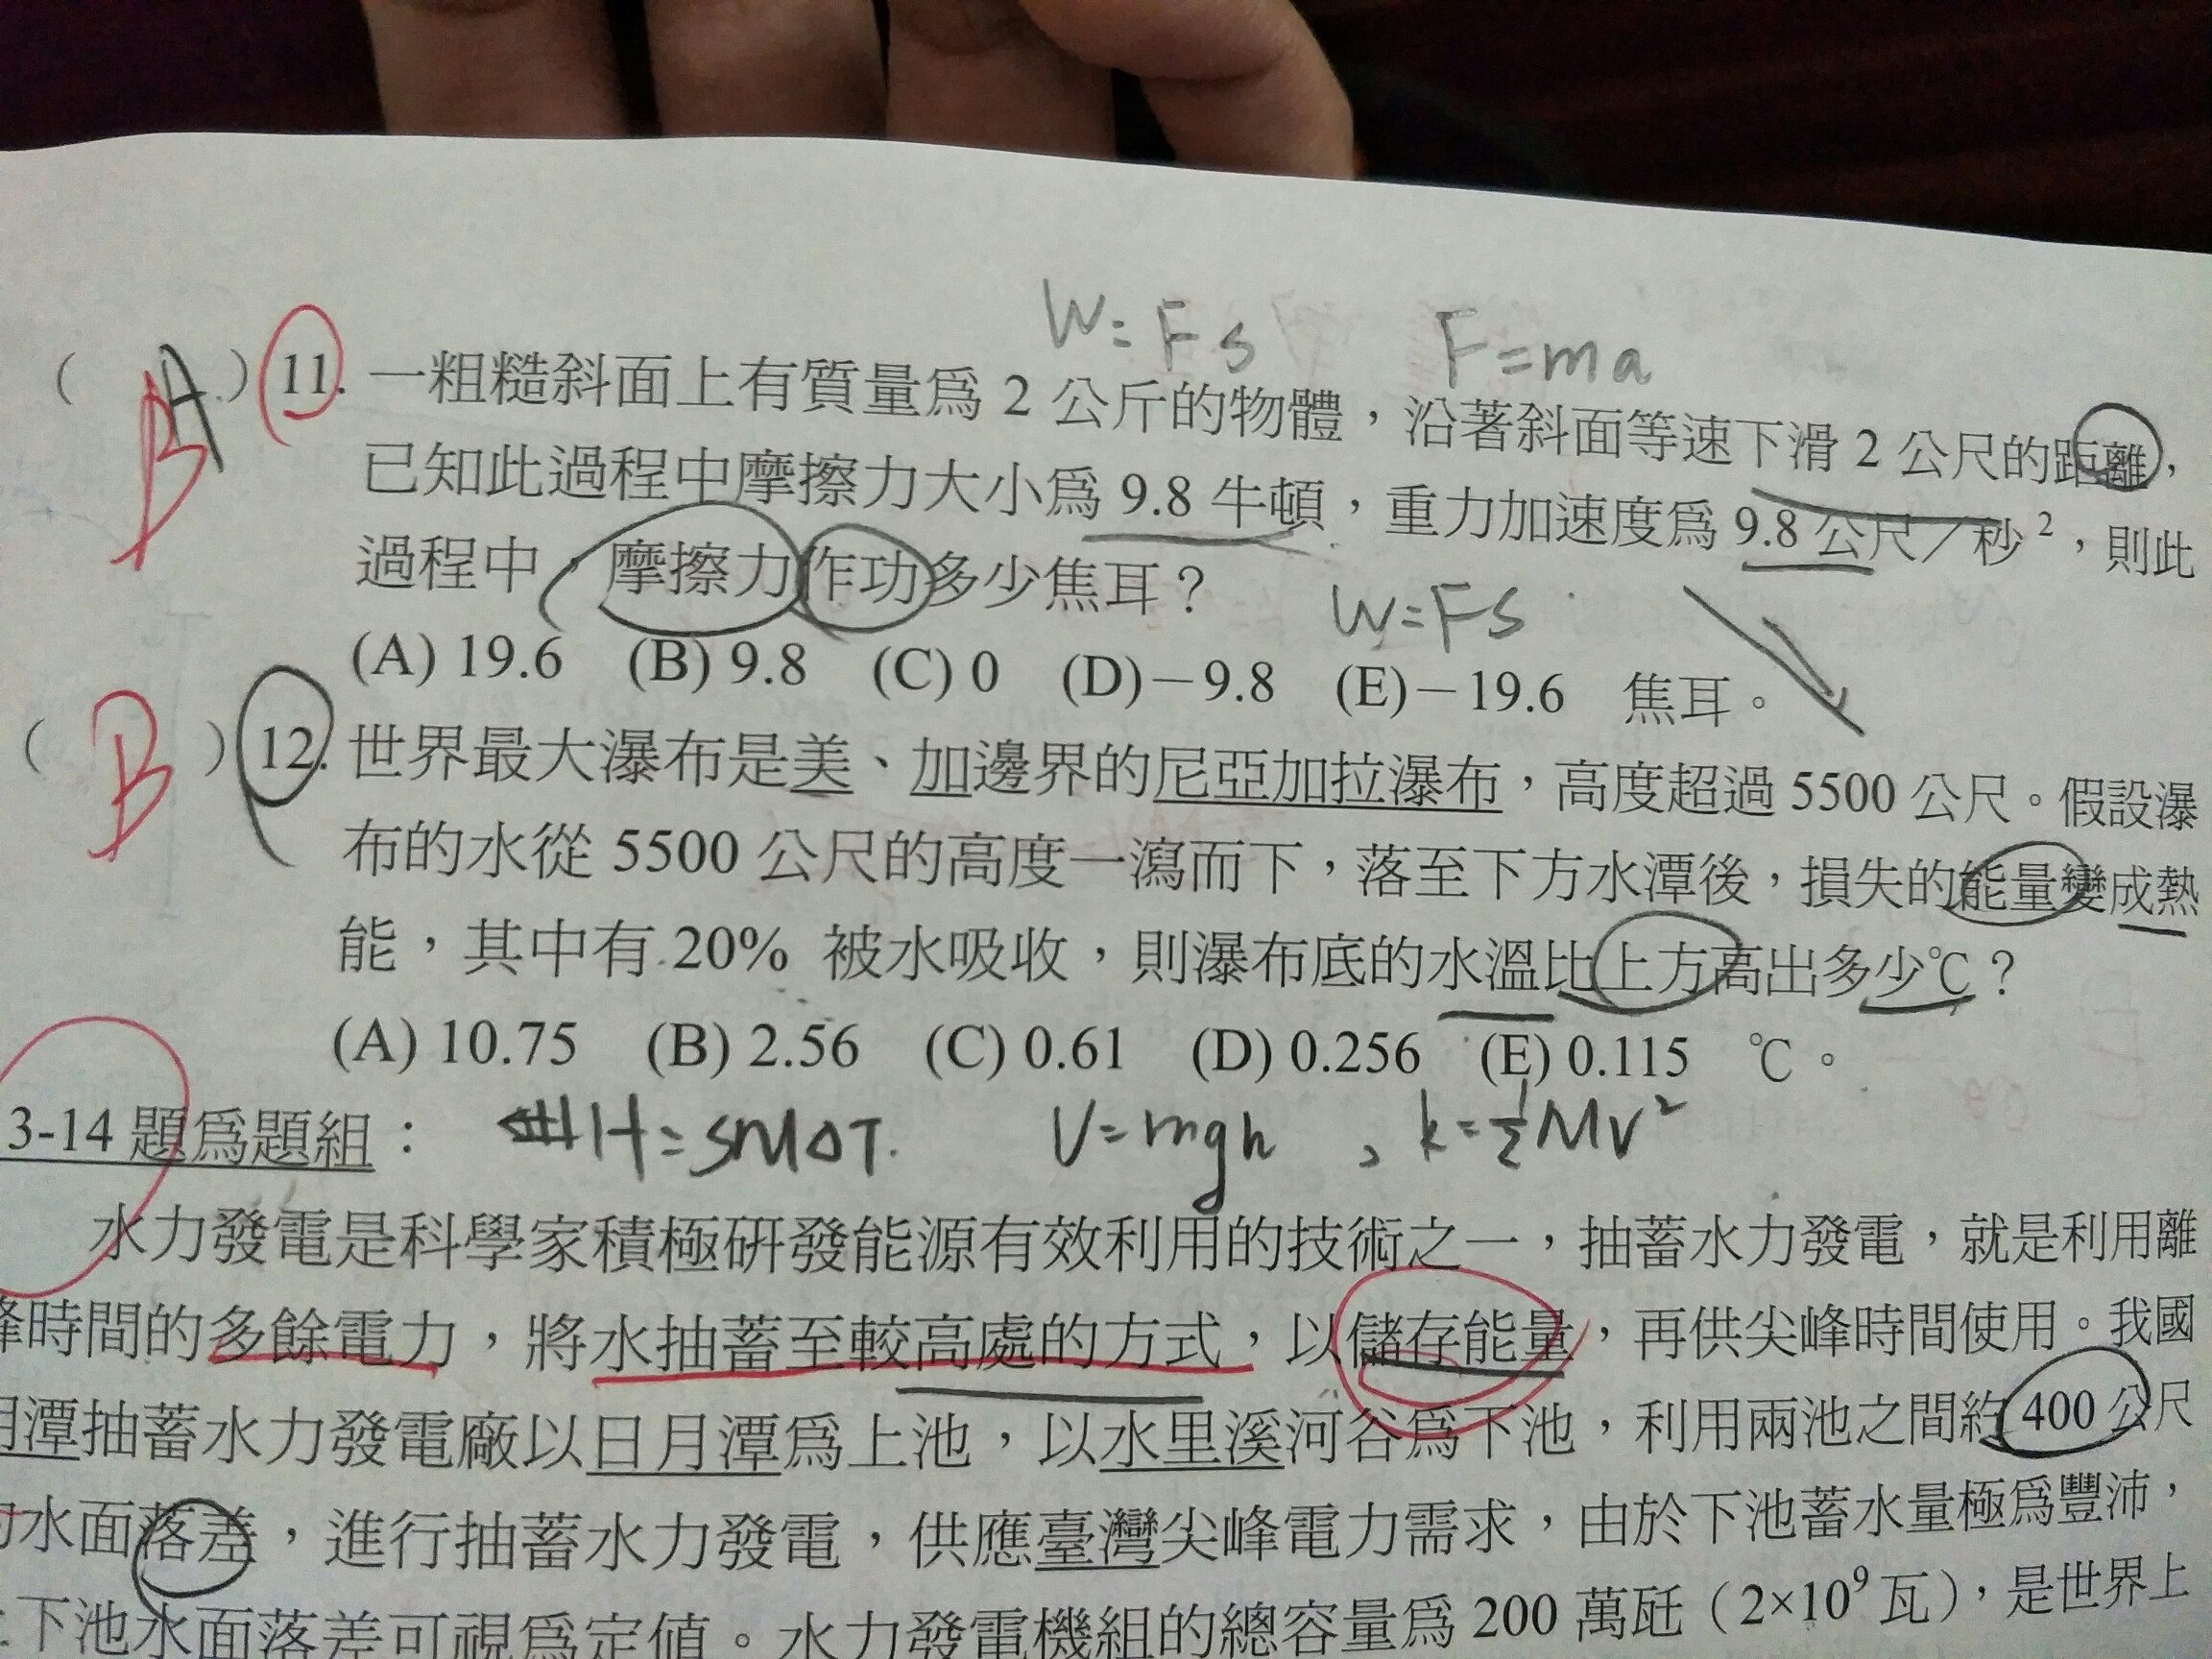 W=Fs F=ma
( A B ) 11. 一粗糙斜面上有質量爲 2 公斤的物體，沿著斜面等速下滑 2 公尺的距離，
已知此過程中摩擦力大小爲 9.8 牛頓，重力加速度爲 9.8 公尺／秒²，則此
過程中，摩擦力作功多少焦耳？
W=Fs
(A) 19.6 (B) 9.8 (C) 0 (D)－9.8 (E)－19.6 焦耳。
( B ) 12. 世界最大瀑布是美、加邊界的尼亞加拉瀑布，高度超過 5500 公尺。假設瀑
布的水從 5500 公尺的高度一瀉而下，落至下方水潭後，損失的能量變成熱
能，其中有 20% 被水吸收，則瀑布底的水溫比上方高出多少℃？
(A) 10.75 (B) 2.56 (C) 0.61 (D) 0.256 (E) 0.115 ℃。
3-14 題爲題組：
H=SMΔT. U=mgh , k=½MV²
水力發電是科學家積極研發能源有效利用的技術之一，抽蓄水力發電，就是利用離
峰時間的多餘電力，將水抽蓄至較高處的方式，以儲存能量，再供尖峰時間使用。我國
潭抽蓄水力發電廠以日月潭爲上池，以水里溪河谷爲下池，利用兩池之間約 400 公尺
水面落差，進行抽蓄水力發電，供應臺灣尖峰電力需求，由於下池蓄水量極爲豐沛，
下池水面落差可視爲定值。水力發電機組的總容量爲 200 萬瓩（2×10⁹ 瓦），是世界上